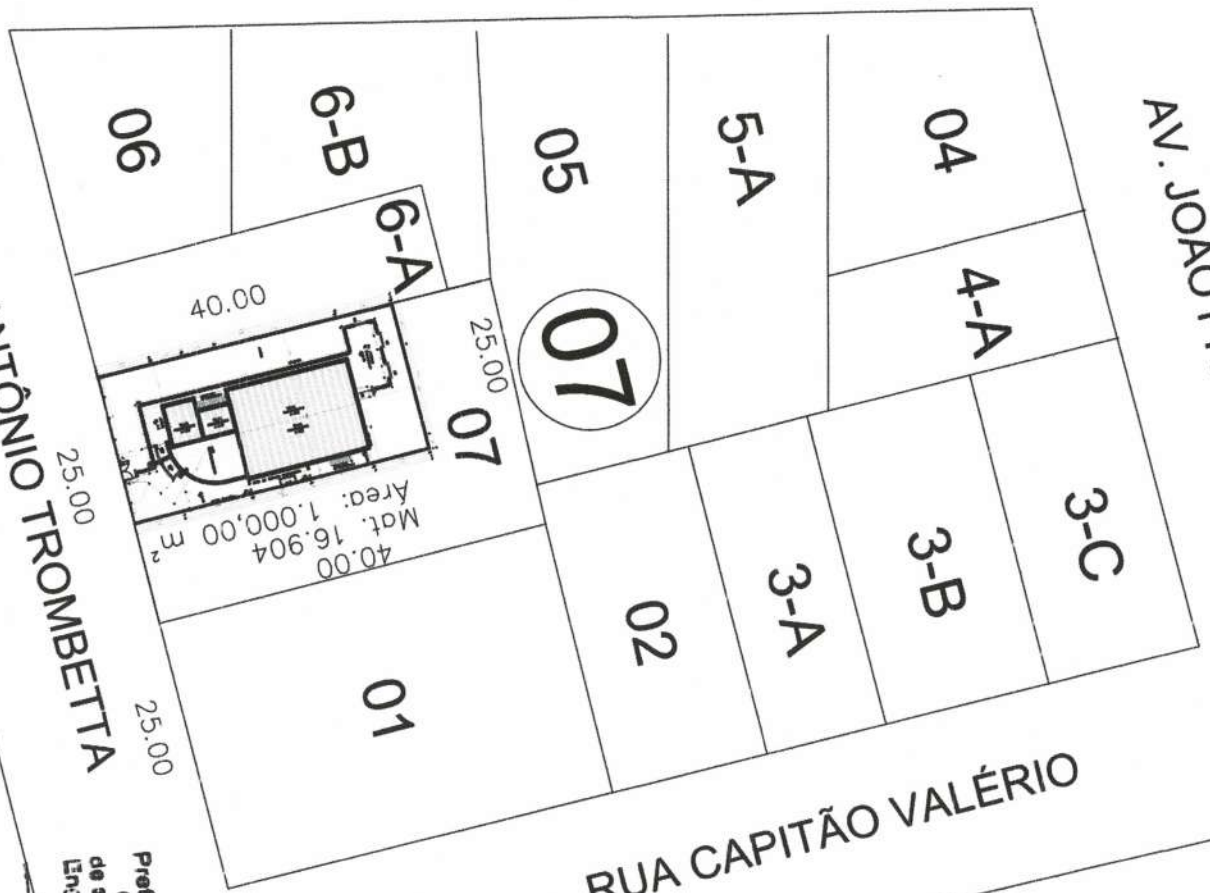 06
6-B
05
5-A
04
AV. JOÃO
6-A
4-A
40.00
25.00
07
07
25.00
ANTÔNIO TROMBETTA
Área: 1.000,00 m²
Mat. 16.904
40.00
3-C
3-B
3-A
02
01
25.00
RUA CAPITÃO VALÉRIO